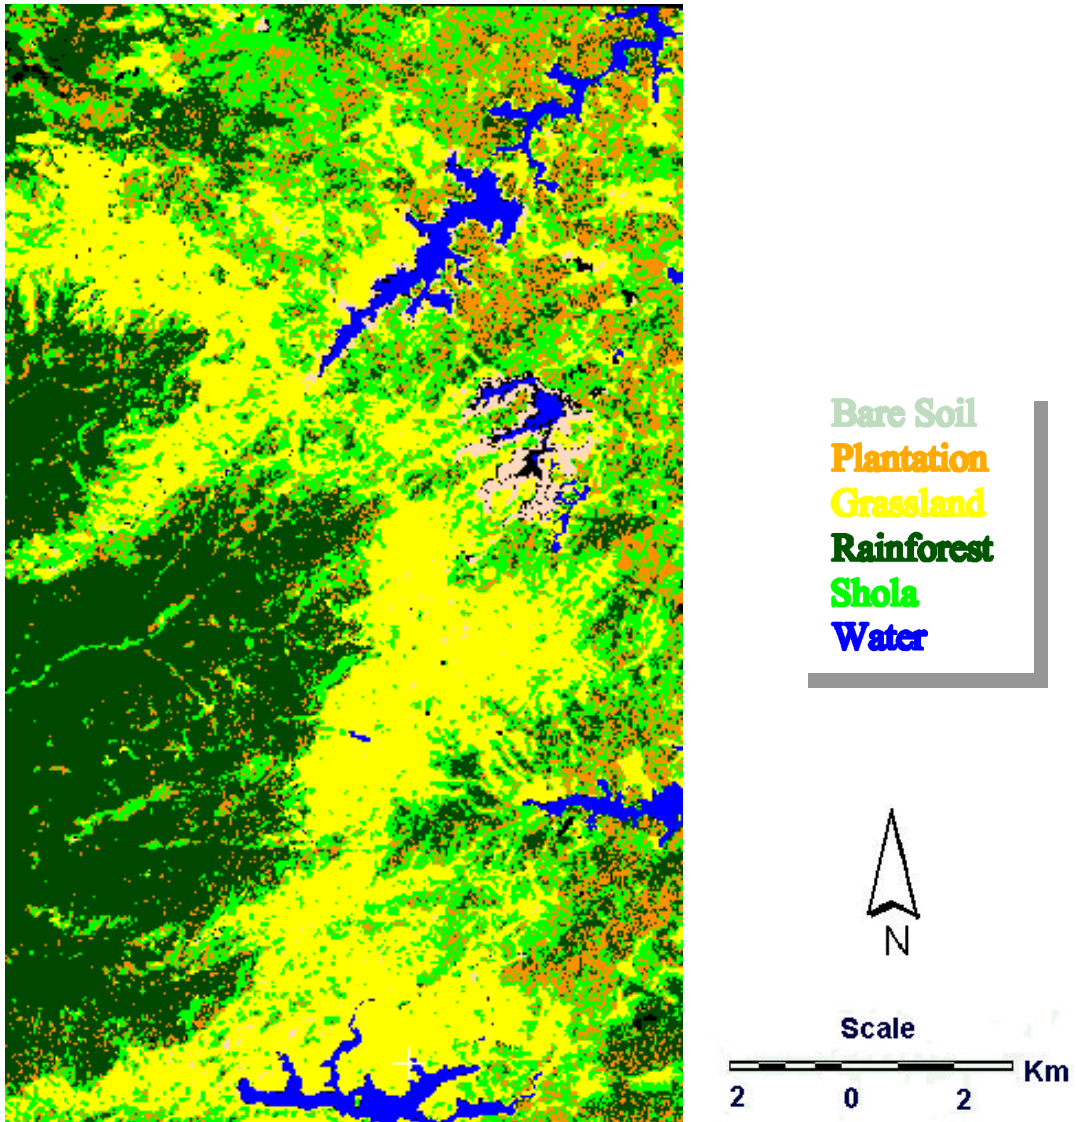 Bare Soil
Plantation
Grassland
Rainforest
Shola
Water
N
Scale
Km
2 0 2